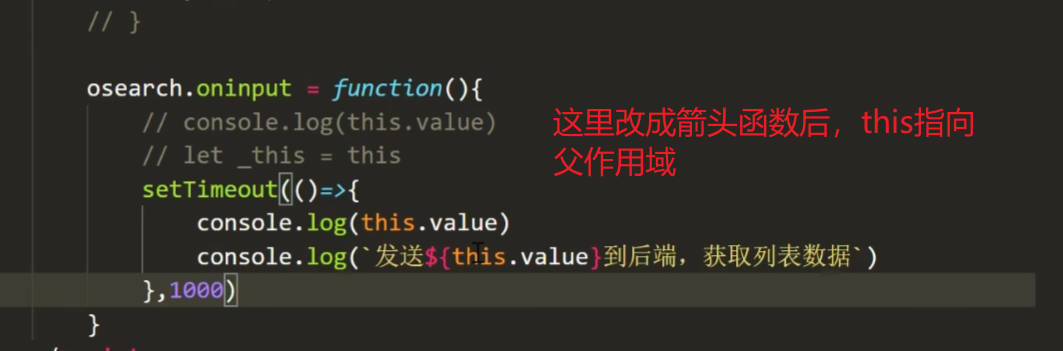 // }
osearch.oninput = function(){
// console.log(this.value)
// let _this = this
setTimeout(()=>{
console.log(this.value)
console.log(`发送${this.value}到后端，获取列表数据`)
},1000)
}
这里改成箭头函数后，this指向
父作用域